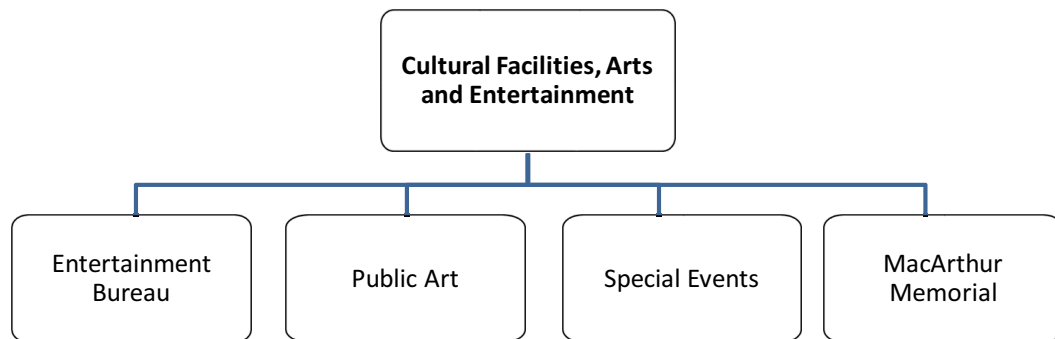 Cultural Facilities, Arts
and Entertainment
Entertainment
Bureau
Public Art
Special Events
MacArthur
Memorial